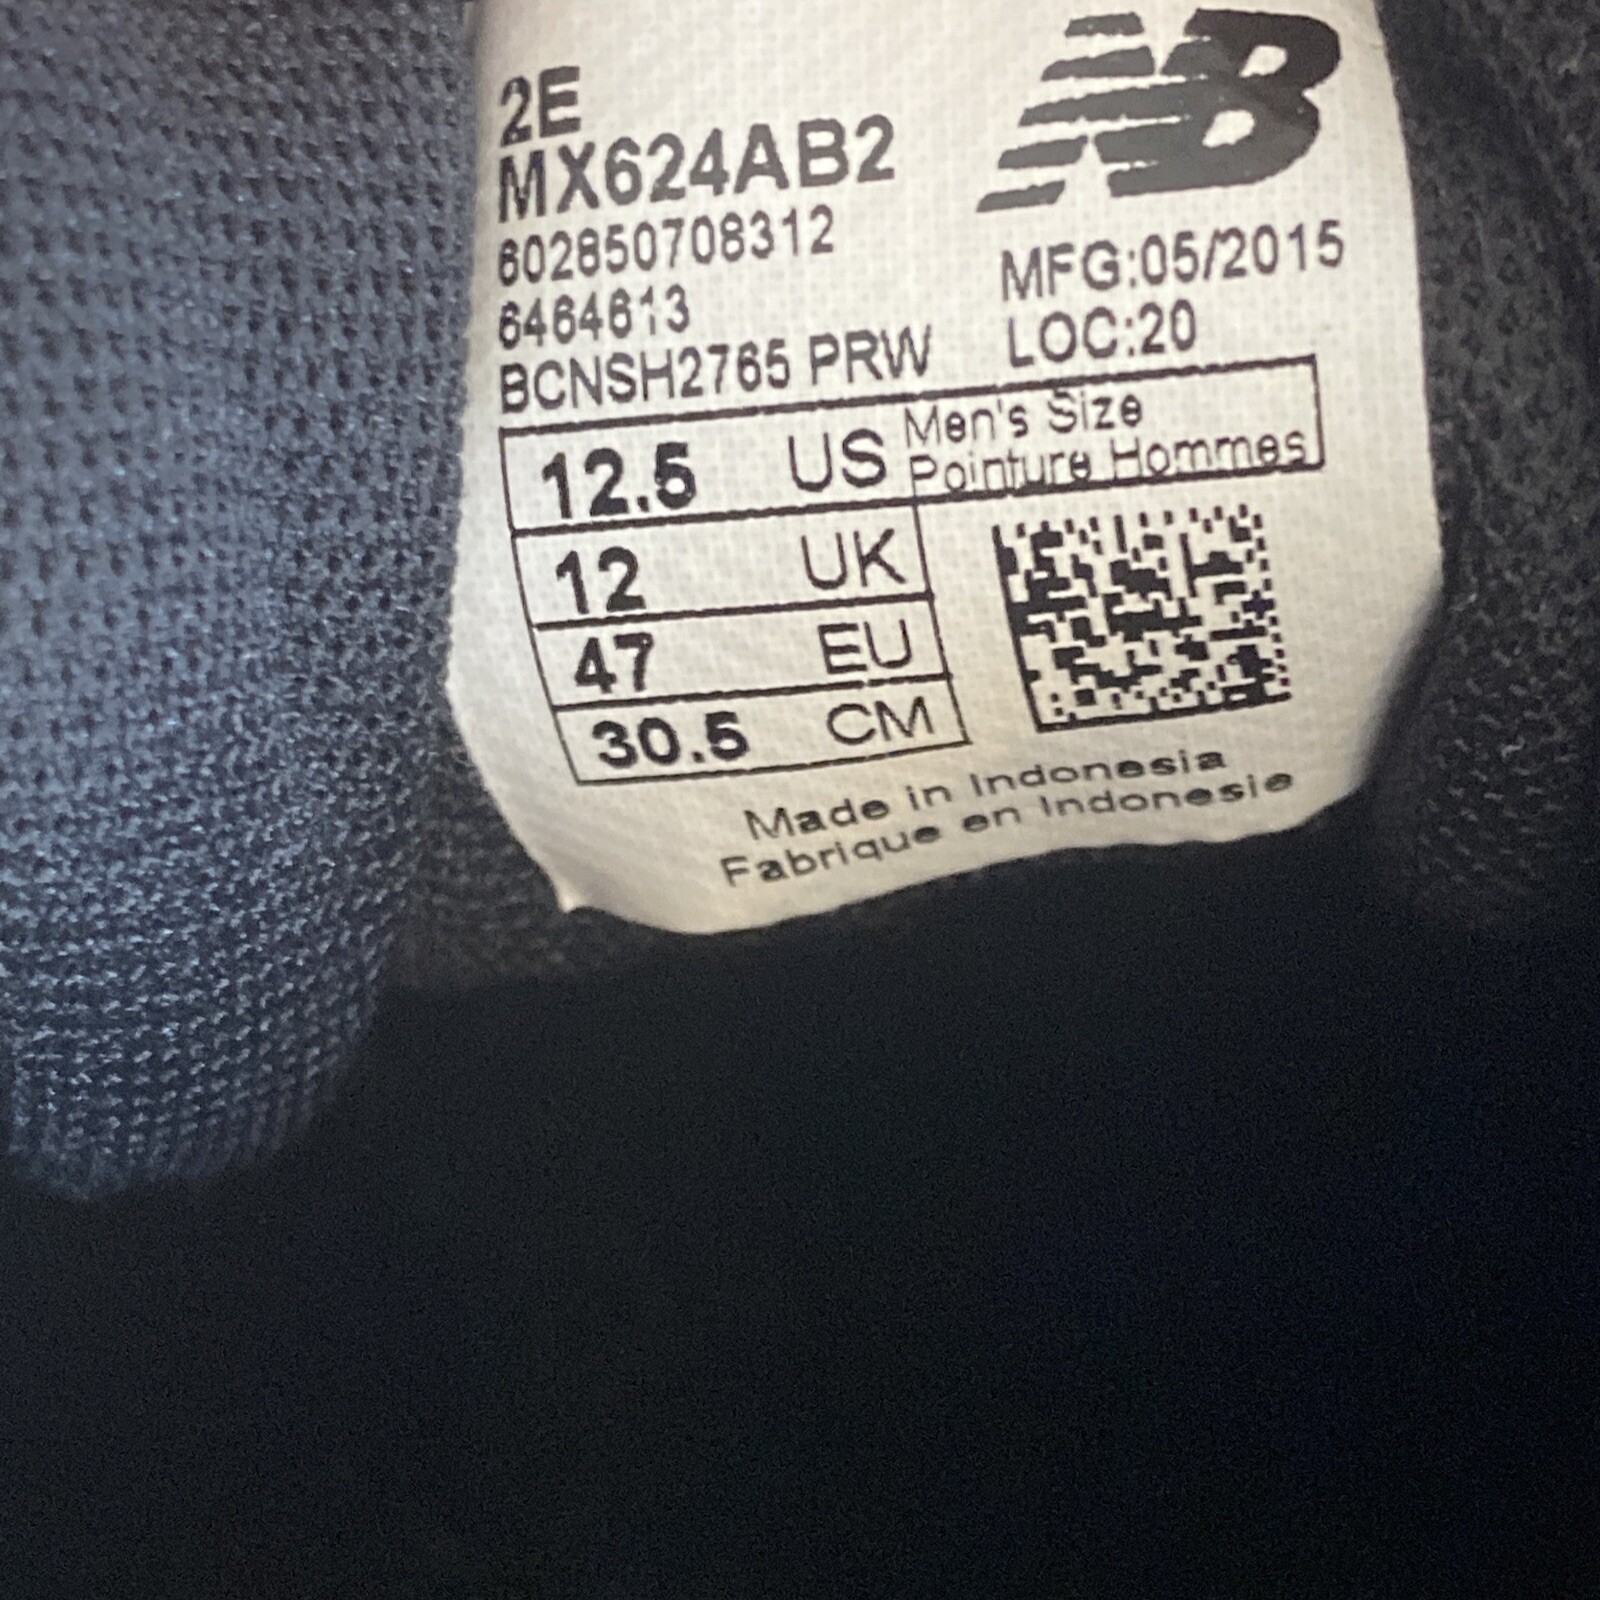 2E
MX624AB2
602850708312
6464613
BCNSH2765 PRW
NB
MFG:05/2015
LOC:20
12.5 US Men's Size
Pointure Hommes
12 UK
47 EU
30.5 CM
Made in Indonesia
Fabrique en Indonesie